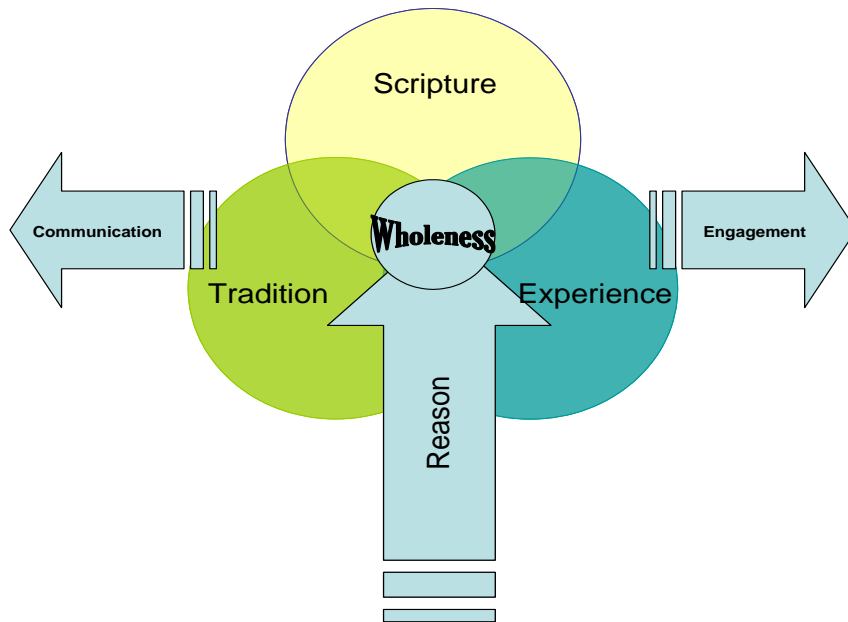 Scripture
Communication
Wholeness
Engagement
Tradition
Experience
Reason